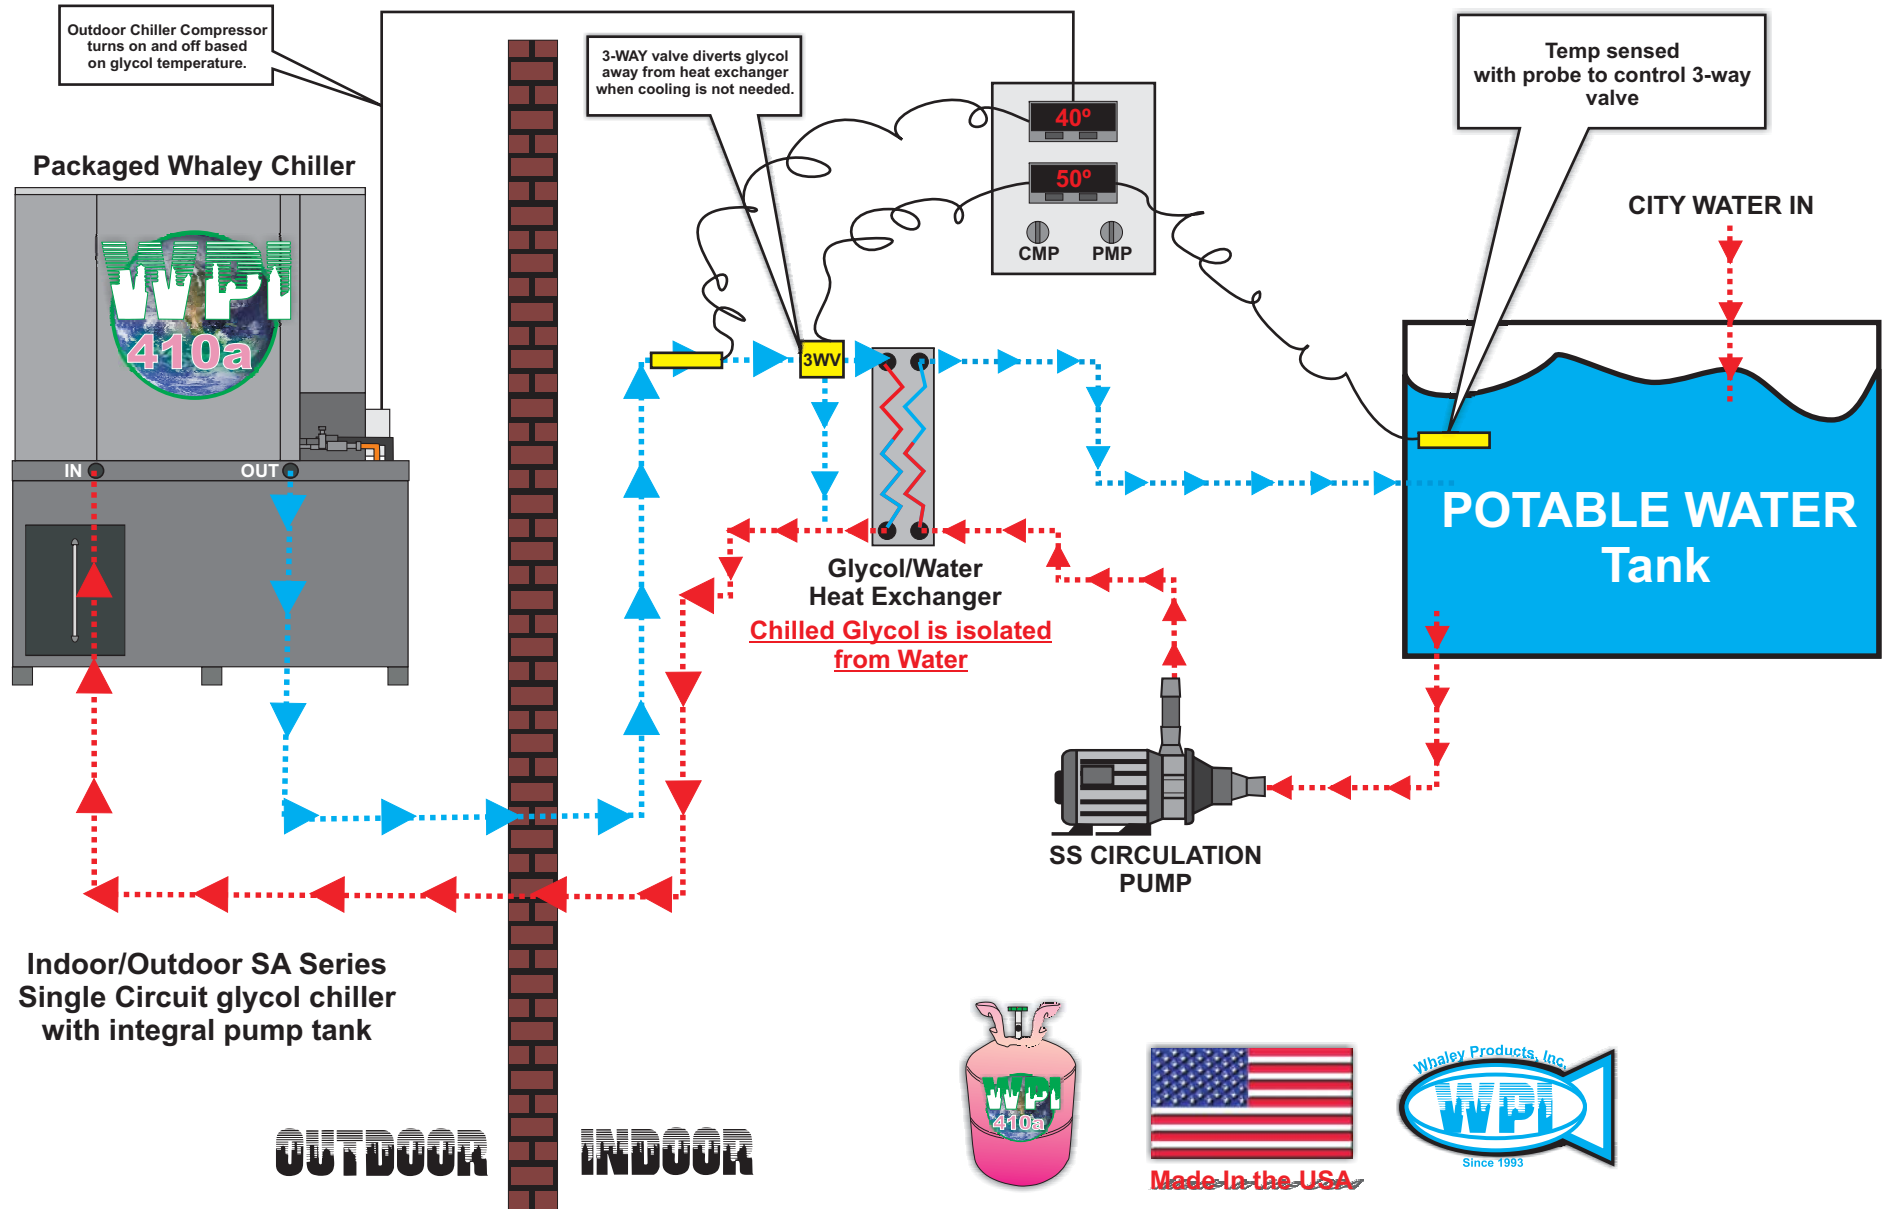 Outdoor Chiller Compressor
turns on and off based
on glycol temperature.
3-WAY valve diverts glycol
away from heat exchanger
when cooling is not needed.
Temp sensed
with probe to control 3-way
valve
40º
50º
CMP PMP
Packaged Whaley Chiller
WPI
410a
IN
OUT
CITY WATER IN
3WV
POTABLE WATER
Tank
Glycol/Water
Heat Exchanger
Chilled Glycol is isolated
from Water
SS CIRCULATION
PUMP
Indoor/Outdoor SA Series
Single Circuit glycol chiller
with integral pump tank
OUTDOOR
INDOOR
WPI
410a
Made In the USA
Whaley Products, Inc.
WPI
Since 1993